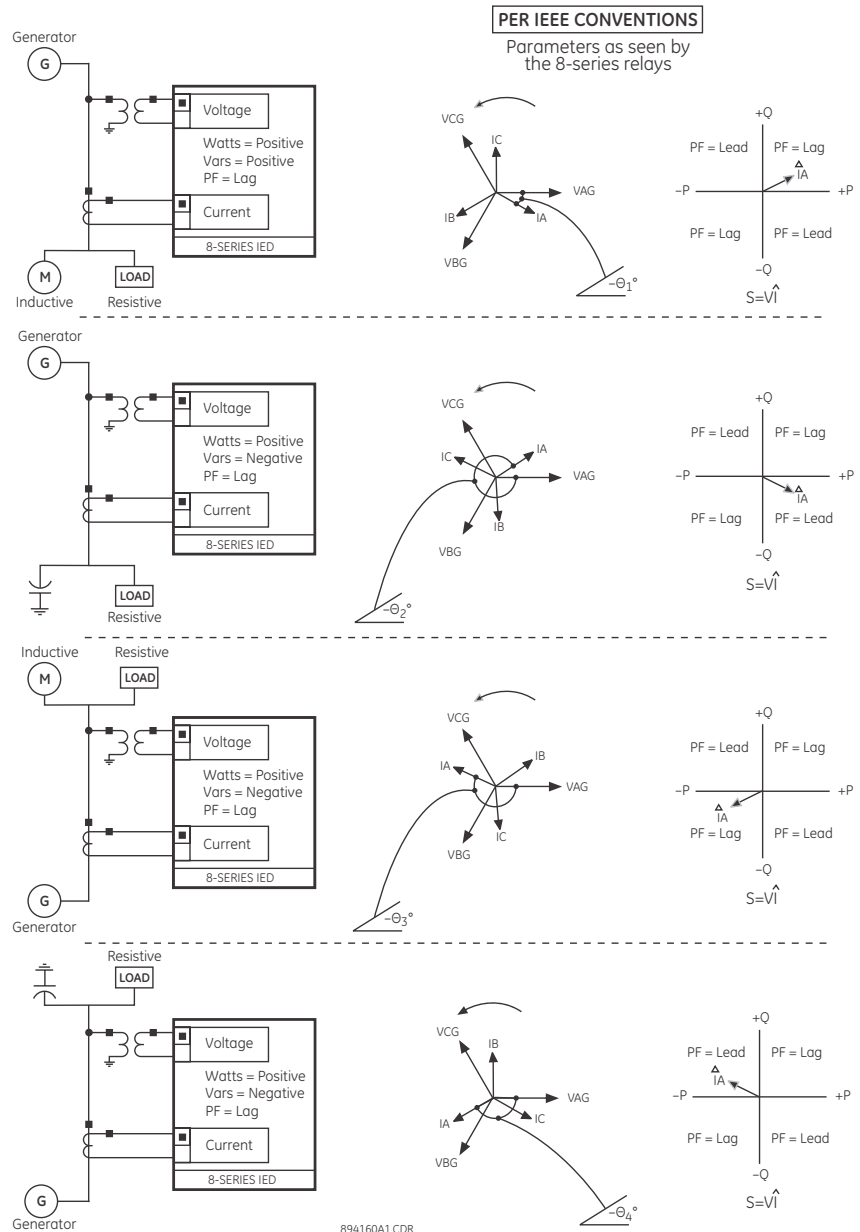 PER IEEE CONVENTIONS
Parameters as seen by
the 8-series relays
Generator
G
Voltage
Watts = Positive
Vars = Positive
PF = Lag
Current
8-SERIES IED
M
LOAD
Inductive
Resistive
VCG
IC
VAG
IB
IA
VBG
−Θ1°
+Q
PF = Lead
PF = Lag
IA
−P
+P
PF = Lag
PF = Lead
−Q
S=VÎ
Generator
G
Voltage
Watts = Positive
Vars = Negative
PF = Lag
Current
8-SERIES IED
LOAD
Resistive
VCG
IA
IC
VAG
IB
VBG
−Θ2°
+Q
PF = Lead
PF = Lag
−P
+P
IA
PF = Lag
PF = Lead
−Q
S=VÎ
Inductive
Resistive
M
LOAD
Voltage
Watts = Positive
Vars = Negative
PF = Lag
Current
8-SERIES IED
G
Generator
VCG
IB
IA
VAG
IC
VBG
−Θ3°
+Q
PF = Lead
PF = Lag
−P
+P
IA
PF = Lag
PF = Lead
−Q
S=VÎ
Resistive
LOAD
Voltage
Watts = Positive
Vars = Negative
PF = Lag
Current
8-SERIES IED
G
Generator
VCG
IB
VAG
IA
IC
VBG
−Θ4°
+Q
PF = Lead
PF = Lag
IA
−P
+P
PF = Lag
PF = Lead
−Q
S=VÎ
894160A1.CDR